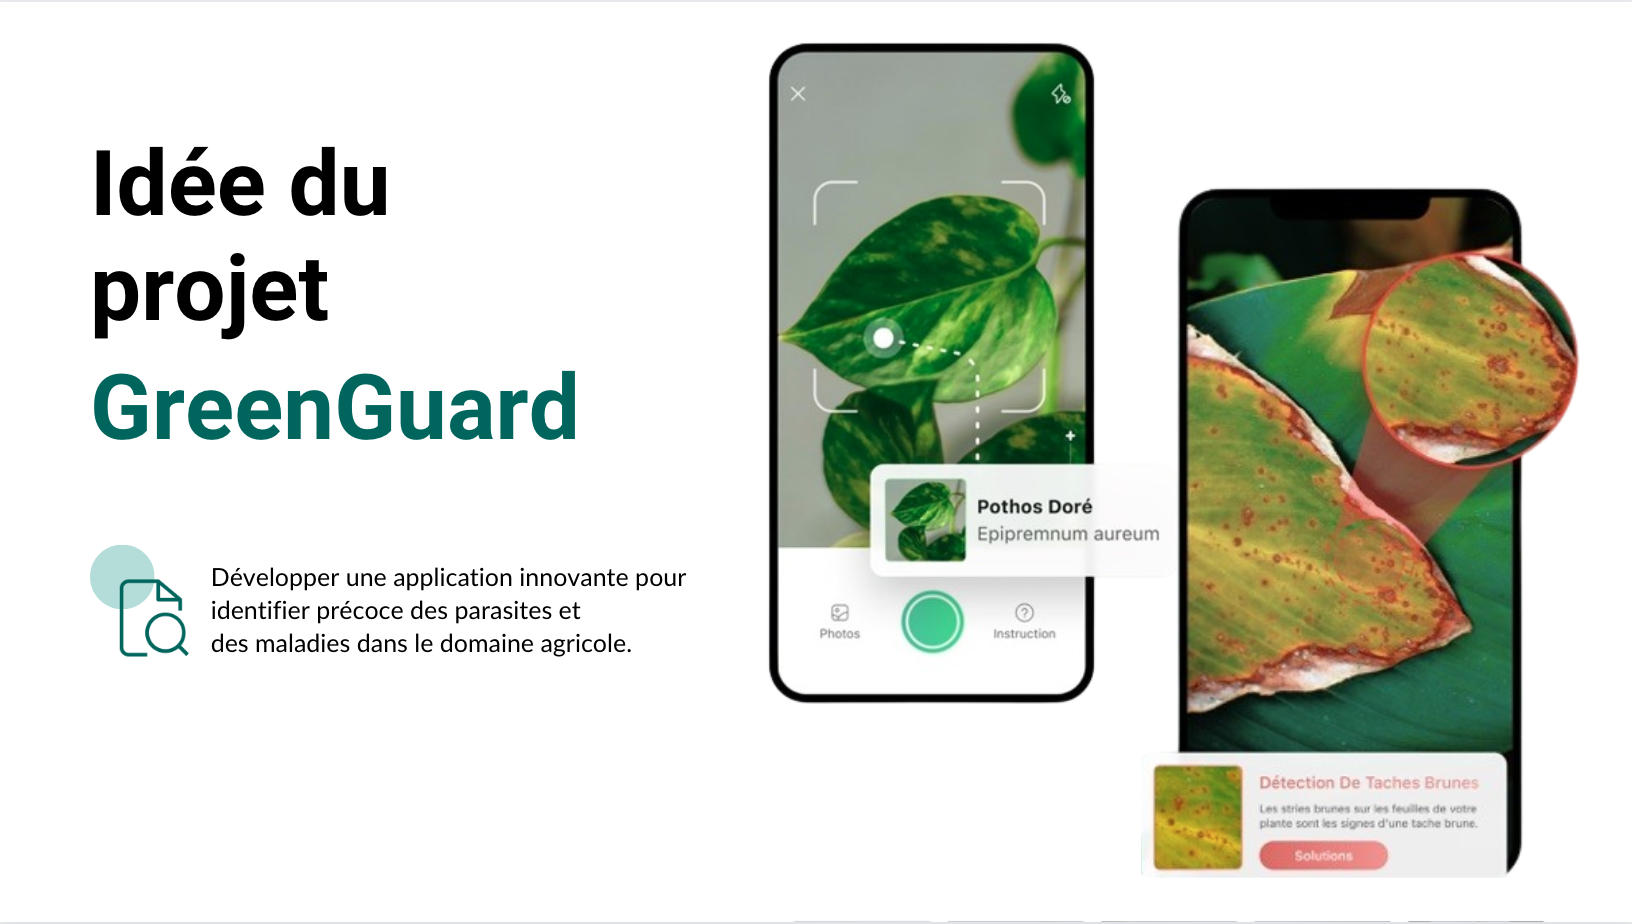 Idée du
projet
GreenGuard
Développer une application innovante pour
identifier précoce des parasites et
des maladies dans le domaine agricole.
Pothos Doré
Epipremnum aureum
Photos
Instruction
Détection De Taches Brunes
Les stries brunes sur les feuilles de votre
plante sont les signes d'une tache brune.
Solutions